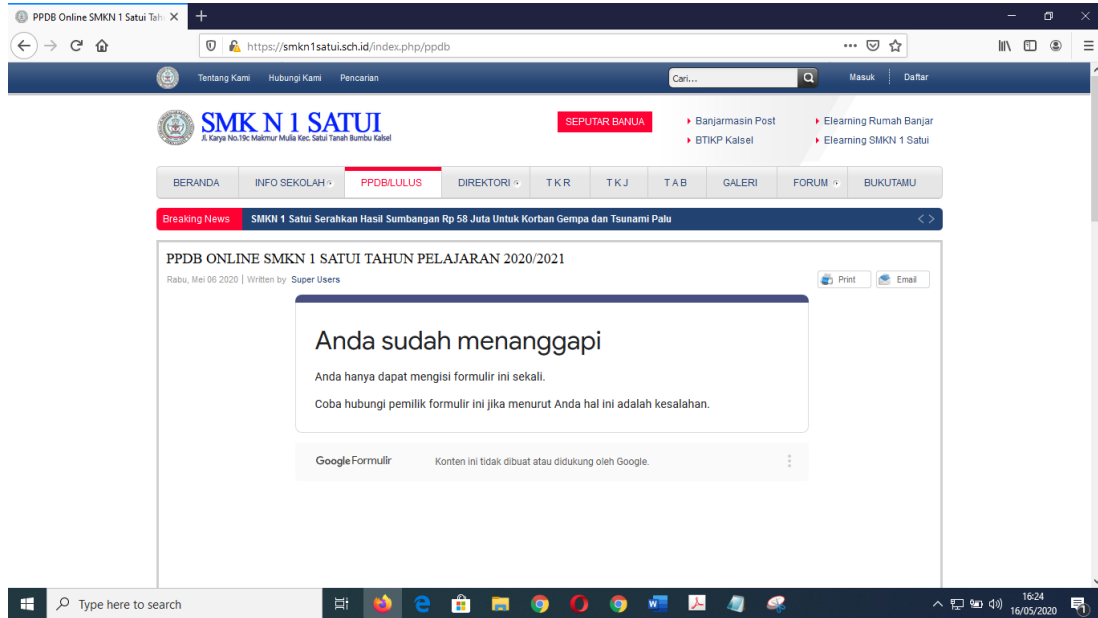 PPDB Online SMKN 1 Satui Tah
https://smkn1satui.sch.id/index.php/ppdb
Tentang Kami Hubungi Kami Pencarian Cari... Masuk Daftar
SMK N 1 SATUI
Jl. Karya No.19c Makmur Mulia Kec. Satui Tanah Bumbu Kalsel
SEPUTAR BANUA
Banjarmasin Post
BTIKP Kalsel
Elearning Rumah Banjar
Elearning SMKN 1 Satui
BERANDA INFO SEKOLAH PPDB/LULUS DIREKTORI T K R T K J T A B GALERI FORUM BUKUTAMU
Breaking News SMKN 1 Satui Serahkan Hasil Sumbangan Rp 58 Juta Untuk Korban Gempa dan Tsunami Palu
PPDB ONLINE SMKN 1 SATUI TAHUN PELAJARAN 2020/2021
Rabu, Mei 06 2020 | Written by Super Users
Print Email
Anda sudah menanggapi
Anda hanya dapat mengisi formulir ini sekali.
Coba hubungi pemilik formulir ini jika menurut Anda hal ini adalah kesalahan.
Google Formulir Konten ini tidak dibuat atau didukung oleh Google.
Type here to search
16:24
16/05/2020
1